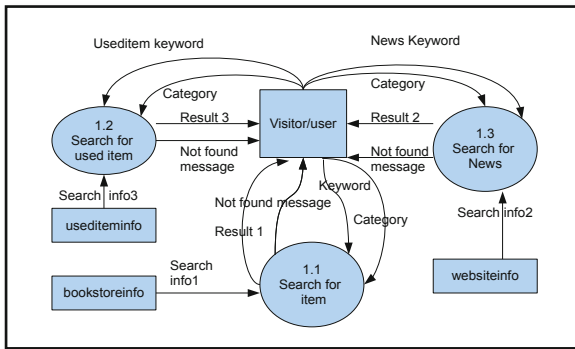 Useditem keyword
News Keyword
Category
Category
1.2
Search for
used item
Result 3
Not found
message
Visitor/user
Result 2
Not found
message
1.3
Search for
News
Search info3
usediteminfo
Not found message
Result 1
Keyword
Category
Search info2
websiteinfo
Search
info1
bookstoreinfo
1.1
Search for
item